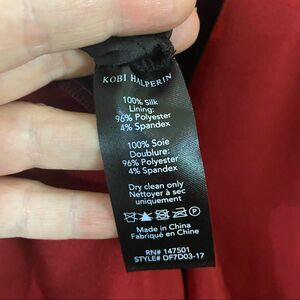 KOBI HALPERIN
100% Silk
Lining:
96% Polyester
4% Spandex
100% Soie
Doublure:
96% Polyester
4% Spandex
Dry clean only
Nettoyer à sec
uniquement
P
Made in China
Fabriqué en Chine
RN# 147501
STYLE# DF7D03-17